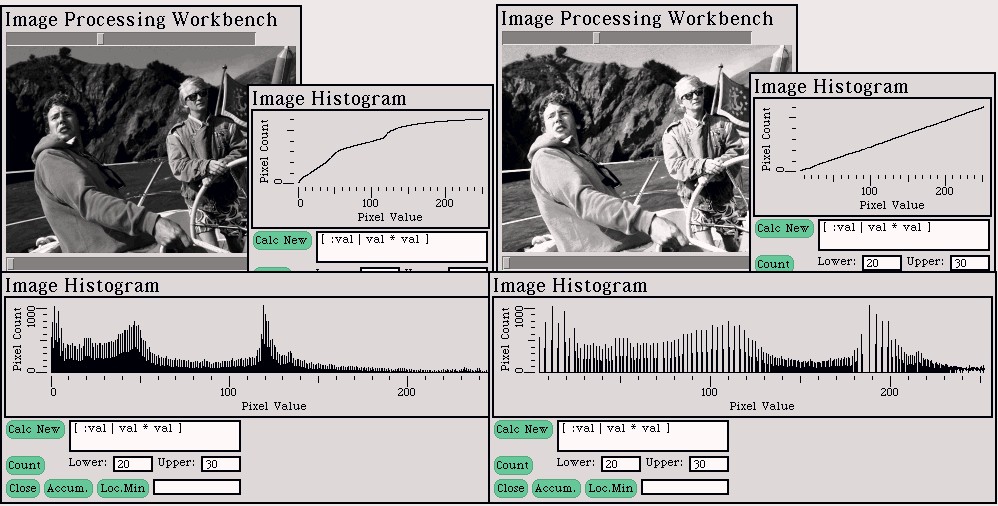 Image Processing Workbench
Image Histogram
Pixel Count
0
0 100 200
Pixel Value
Calc New [ :val | val * val ]
Image Processing Workbench
Image Histogram
Pixel Count
0
100 200
Pixel Value
Calc New [ :val | val * val ]
Count Lower: 20 Upper: 30
Image Histogram
Pixel Count
1000
0
0 100 200
Pixel Value
Calc New [ :val | val * val ]
Count Lower: 20 Upper: 30
Close Accum. Loc.Min
Image Histogram
Pixel Count
1000
0
100 200
Pixel Value
Calc New [ :val | val * val ]
Count Lower: 20 Upper: 30
Close Accum. Loc.Min